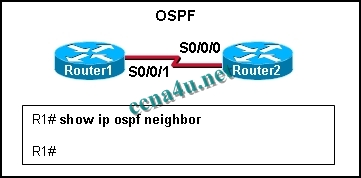 OSPF
S0/0/0
Router1
Router2
S0/0/1
ccna4u.net
R1# show ip ospf neighbor
R1#